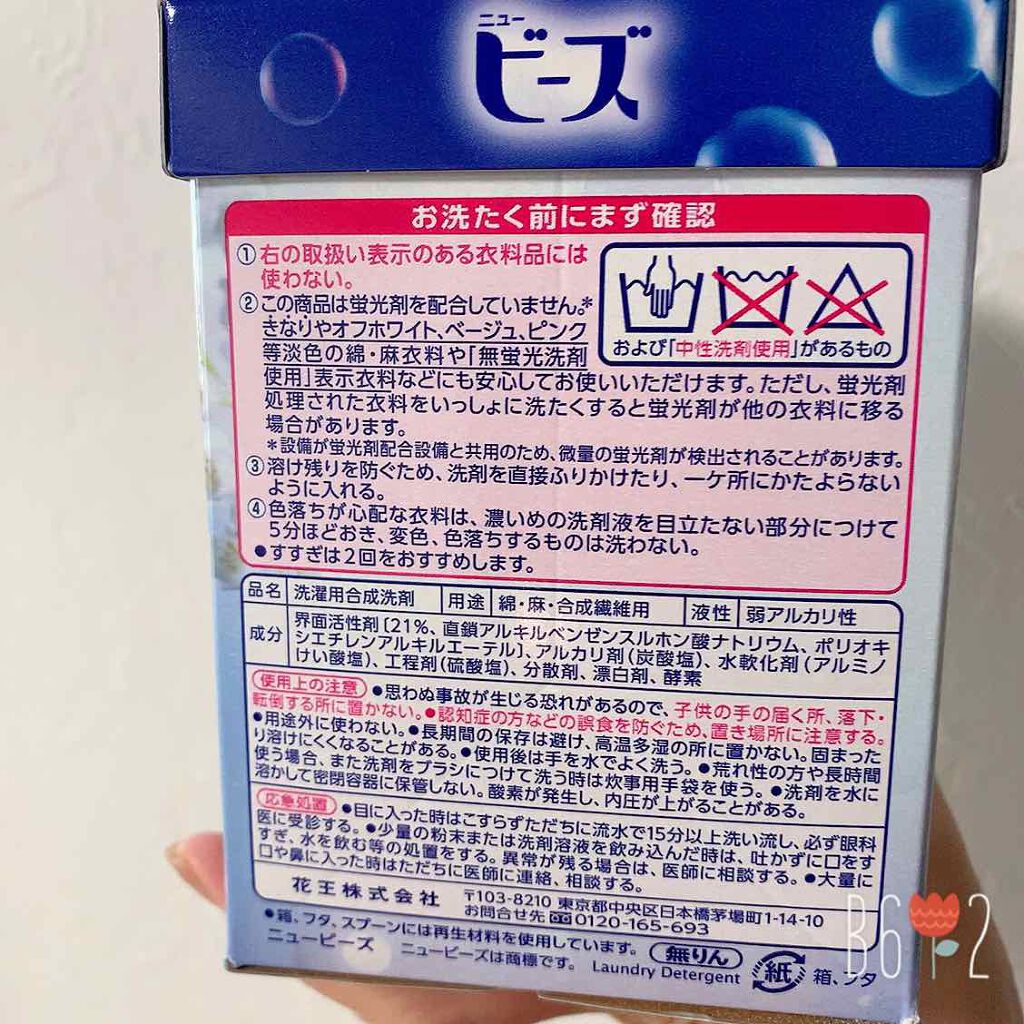 ニュー
ビーズ
お洗たく前にまず確認
①右の取扱い表示のある衣料品には
使わない。
および「中性洗剤使用」があるもの
②この商品は蛍光剤を配合していません。*
きなりやオフホワイト、ベージュ、ピンク
等淡色の綿・麻衣料や「無蛍光洗剤
使用」表示衣料などにも安心してお使いいただけます。ただし、蛍光剤
処理された衣料をいっしょに洗たくすると蛍光剤が他の衣料に移る
場合があります。
*設備が蛍光剤配合設備と共用のため、微量の蛍光剤が検出されることがあります。
③溶け残りを防ぐため、洗剤を直接ふりかけたり、一ケ所にかたよらない
ように入れる。
④色落ちが心配な衣料は、濃いめの洗剤液を目立たない部分につけて
5分ほどおき、変色、色落ちするものは洗わない。
●すすぎは2回をおすすめします。
品名 洗濯用合成洗剤 用途 綿・麻・合成繊維用 液性 弱アルカリ性
成分 界面活性剤〔21%、直鎖アルキルベンゼンスルホン酸ナトリウム、ポリオキ
シエチレンアルキルエーテル〕、アルカリ剤(炭酸塩)、水軟化剤(アルミノ
けい酸塩)、工程剤(硫酸塩)、分散剤、漂白剤、酵素
使用上の注意 ●思わぬ事故が生じる恐れがあるので、子供の手の届く所、落下・
転倒する所に置かない。●認知症の方などの誤食を防ぐため、置き場所に注意する。
●用途外に使わない。●長期間の保存は避け、高温多湿の所に置かない。固まった
り溶けにくくなることがある。●使用後は手を水でよく洗う。●荒れ性の方や長時間
使う場合、また洗剤をブラシにつけて洗う時は炊事用手袋を使う。●洗剤を水に
溶かして密閉容器に保管しない。酸素が発生し、内圧が上がることがある。
応急処置 ●目に入った時はこすらずただちに流水で15分以上洗い流し、必ず眼科
医に受診する。●少量の粉末または洗剤溶液を飲み込んだ時は、吐かずに口をす
すぎ、水を飲む等の処置をする。異常が残る場合は、医師に相談する。●大量に
口や鼻に入った時はただちに医師に連絡、相談する。
花王株式会社 〒103-8210 東京都中央区日本橋茅場町1-14-10
お問合せ先 0120-165-693
●箱、フタ、スプーンには再生材料を使用しています。 無りん 紙 箱、フタ
ニュービーズ ニュービーズは商標です。 Laundry Detergent
B6 2